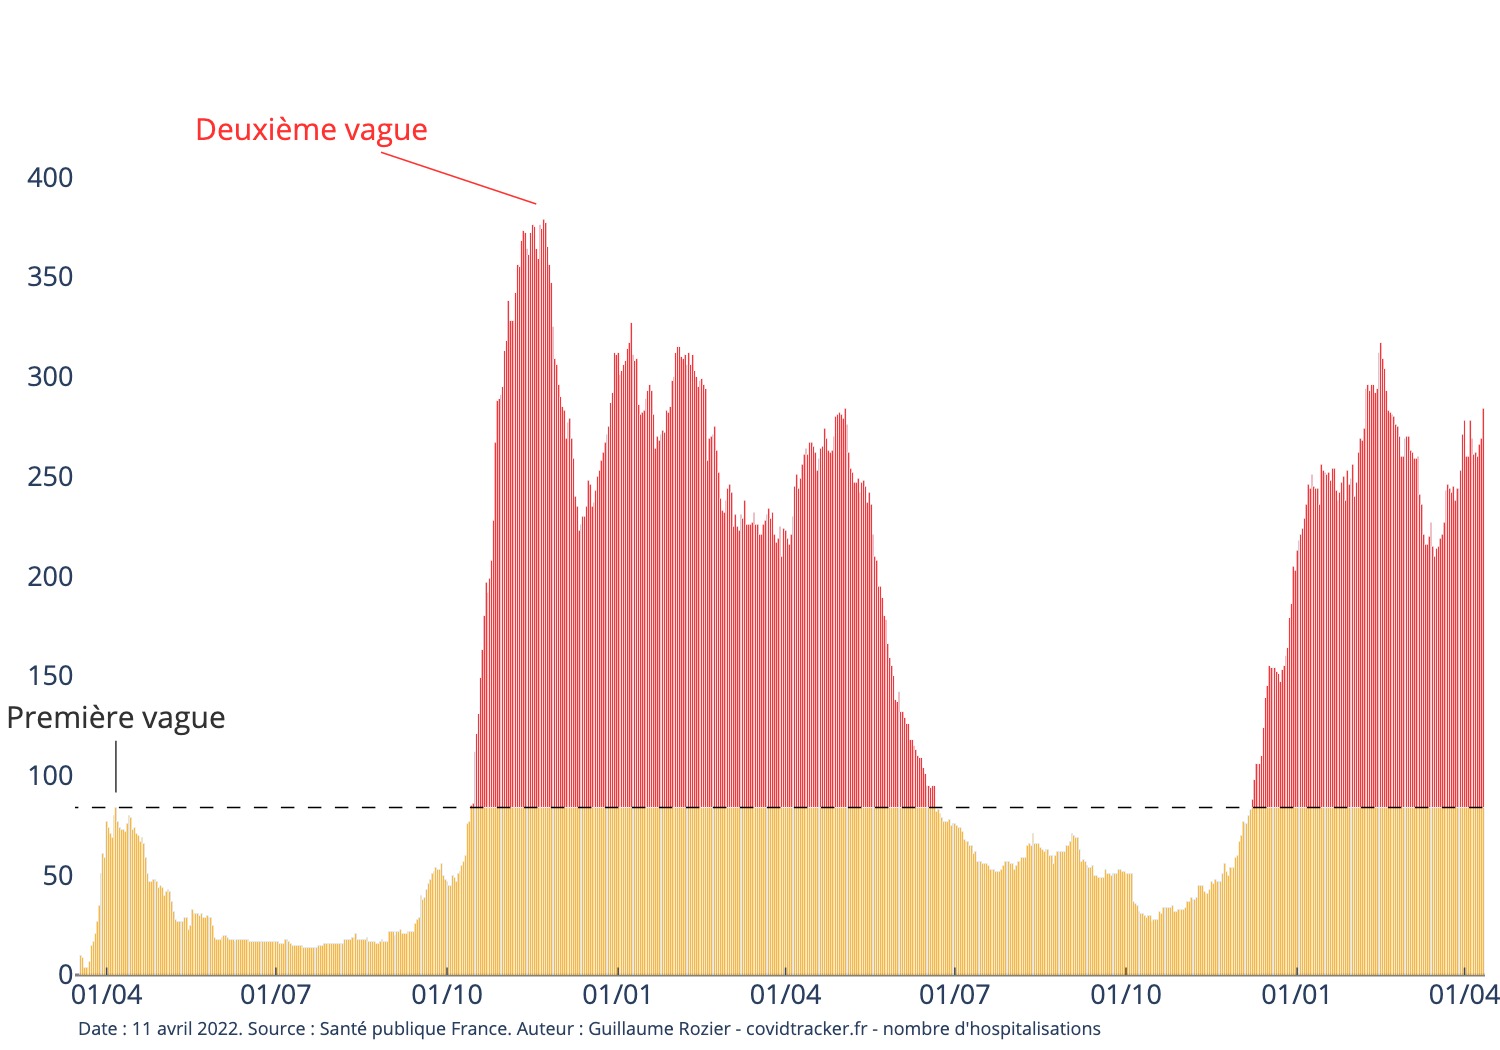 Deuxième vague
400
350
300
250
200
150
Première vague
100
50
0
01/04 01/07 01/10 01/01 01/04 01/07 01/10 01/01 01/04
Date : 11 avril 2022. Source : Santé publique France. Auteur : Guillaume Rozier - covidtracker.fr - nombre d'hospitalisations